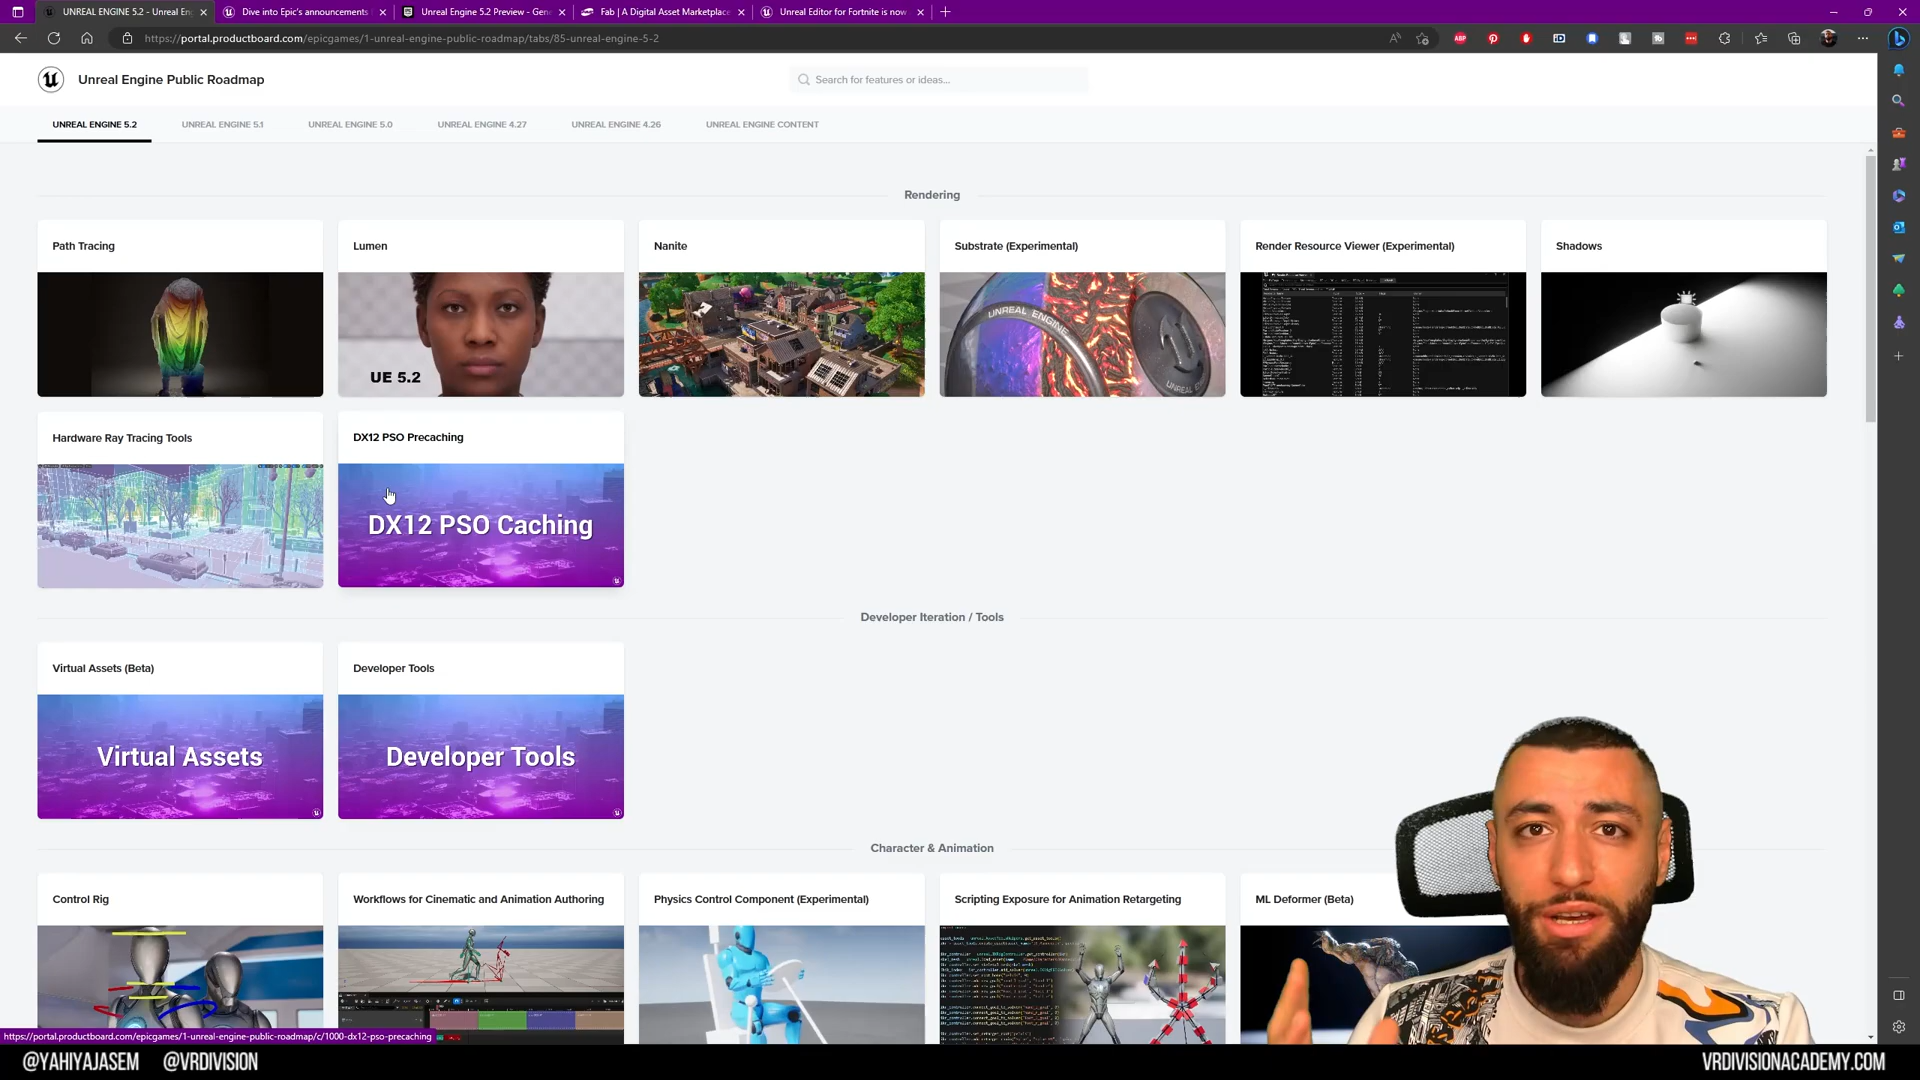 UNREAL ENGINE 5.2 - Unreal Eng
Dive into Epic's announcements
Unreal Engine 5.2 Preview - Gen
Fab | A Digital Asset Marketplace
Unreal Editor for Fortnite is now
https://portal.productboard.com/epicgames/1-unreal-engine-public-roadmap/tabs/85-unreal-engine-5-2
ABP
Unreal Engine Public Roadmap
Search for features or ideas...
UNREAL ENGINE 5.2
UNREAL ENGINE 5.1
UNREAL ENGINE 5.0
UNREAL ENGINE 4.27
UNREAL ENGINE 4.26
UNREAL ENGINE CONTENT
Rendering
Path Tracing
Lumen
Nanite
Substrate (Experimental)
Render Resource Viewer (Experimental)
Shadows
UE 5.2
UNREAL ENGINE
Hardware Ray Tracing Tools
DX12 PSO Precaching
DX12 PSO Caching
Developer Iteration / Tools
Virtual Assets (Beta)
Developer Tools
Virtual Assets
Developer Tools
Character & Animation
Control Rig
Workflows for Cinematic and Animation Authoring
Physics Control Component (Experimental)
Scripting Exposure for Animation Retargeting
ML Deformer (Beta)
https://portal.productboard.com/epicgames/1-unreal-engine-public-roadmap/c/1000-dx12-pso-precaching
@YAHIYAJASEM
@VRDIVISION
VRDIVISIONACADEMY.COM